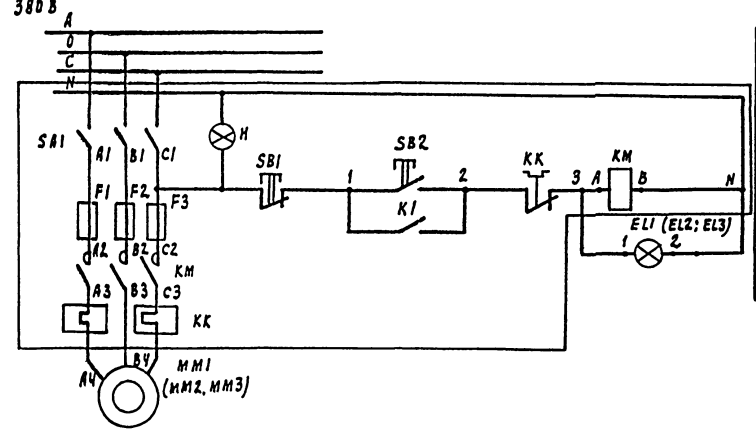 380 В
A
O
C
N
H
SA1
A1
B1
C1
SB1
SB2
1
2
K1
KK
3
A
KM
B
N
F1
F2
F3
EL1 (EL2; EL3)
1
2
A2
B2
C2
KM
A3
B3
C3
KK
A4
B4
MM1
(MM2, MM3)